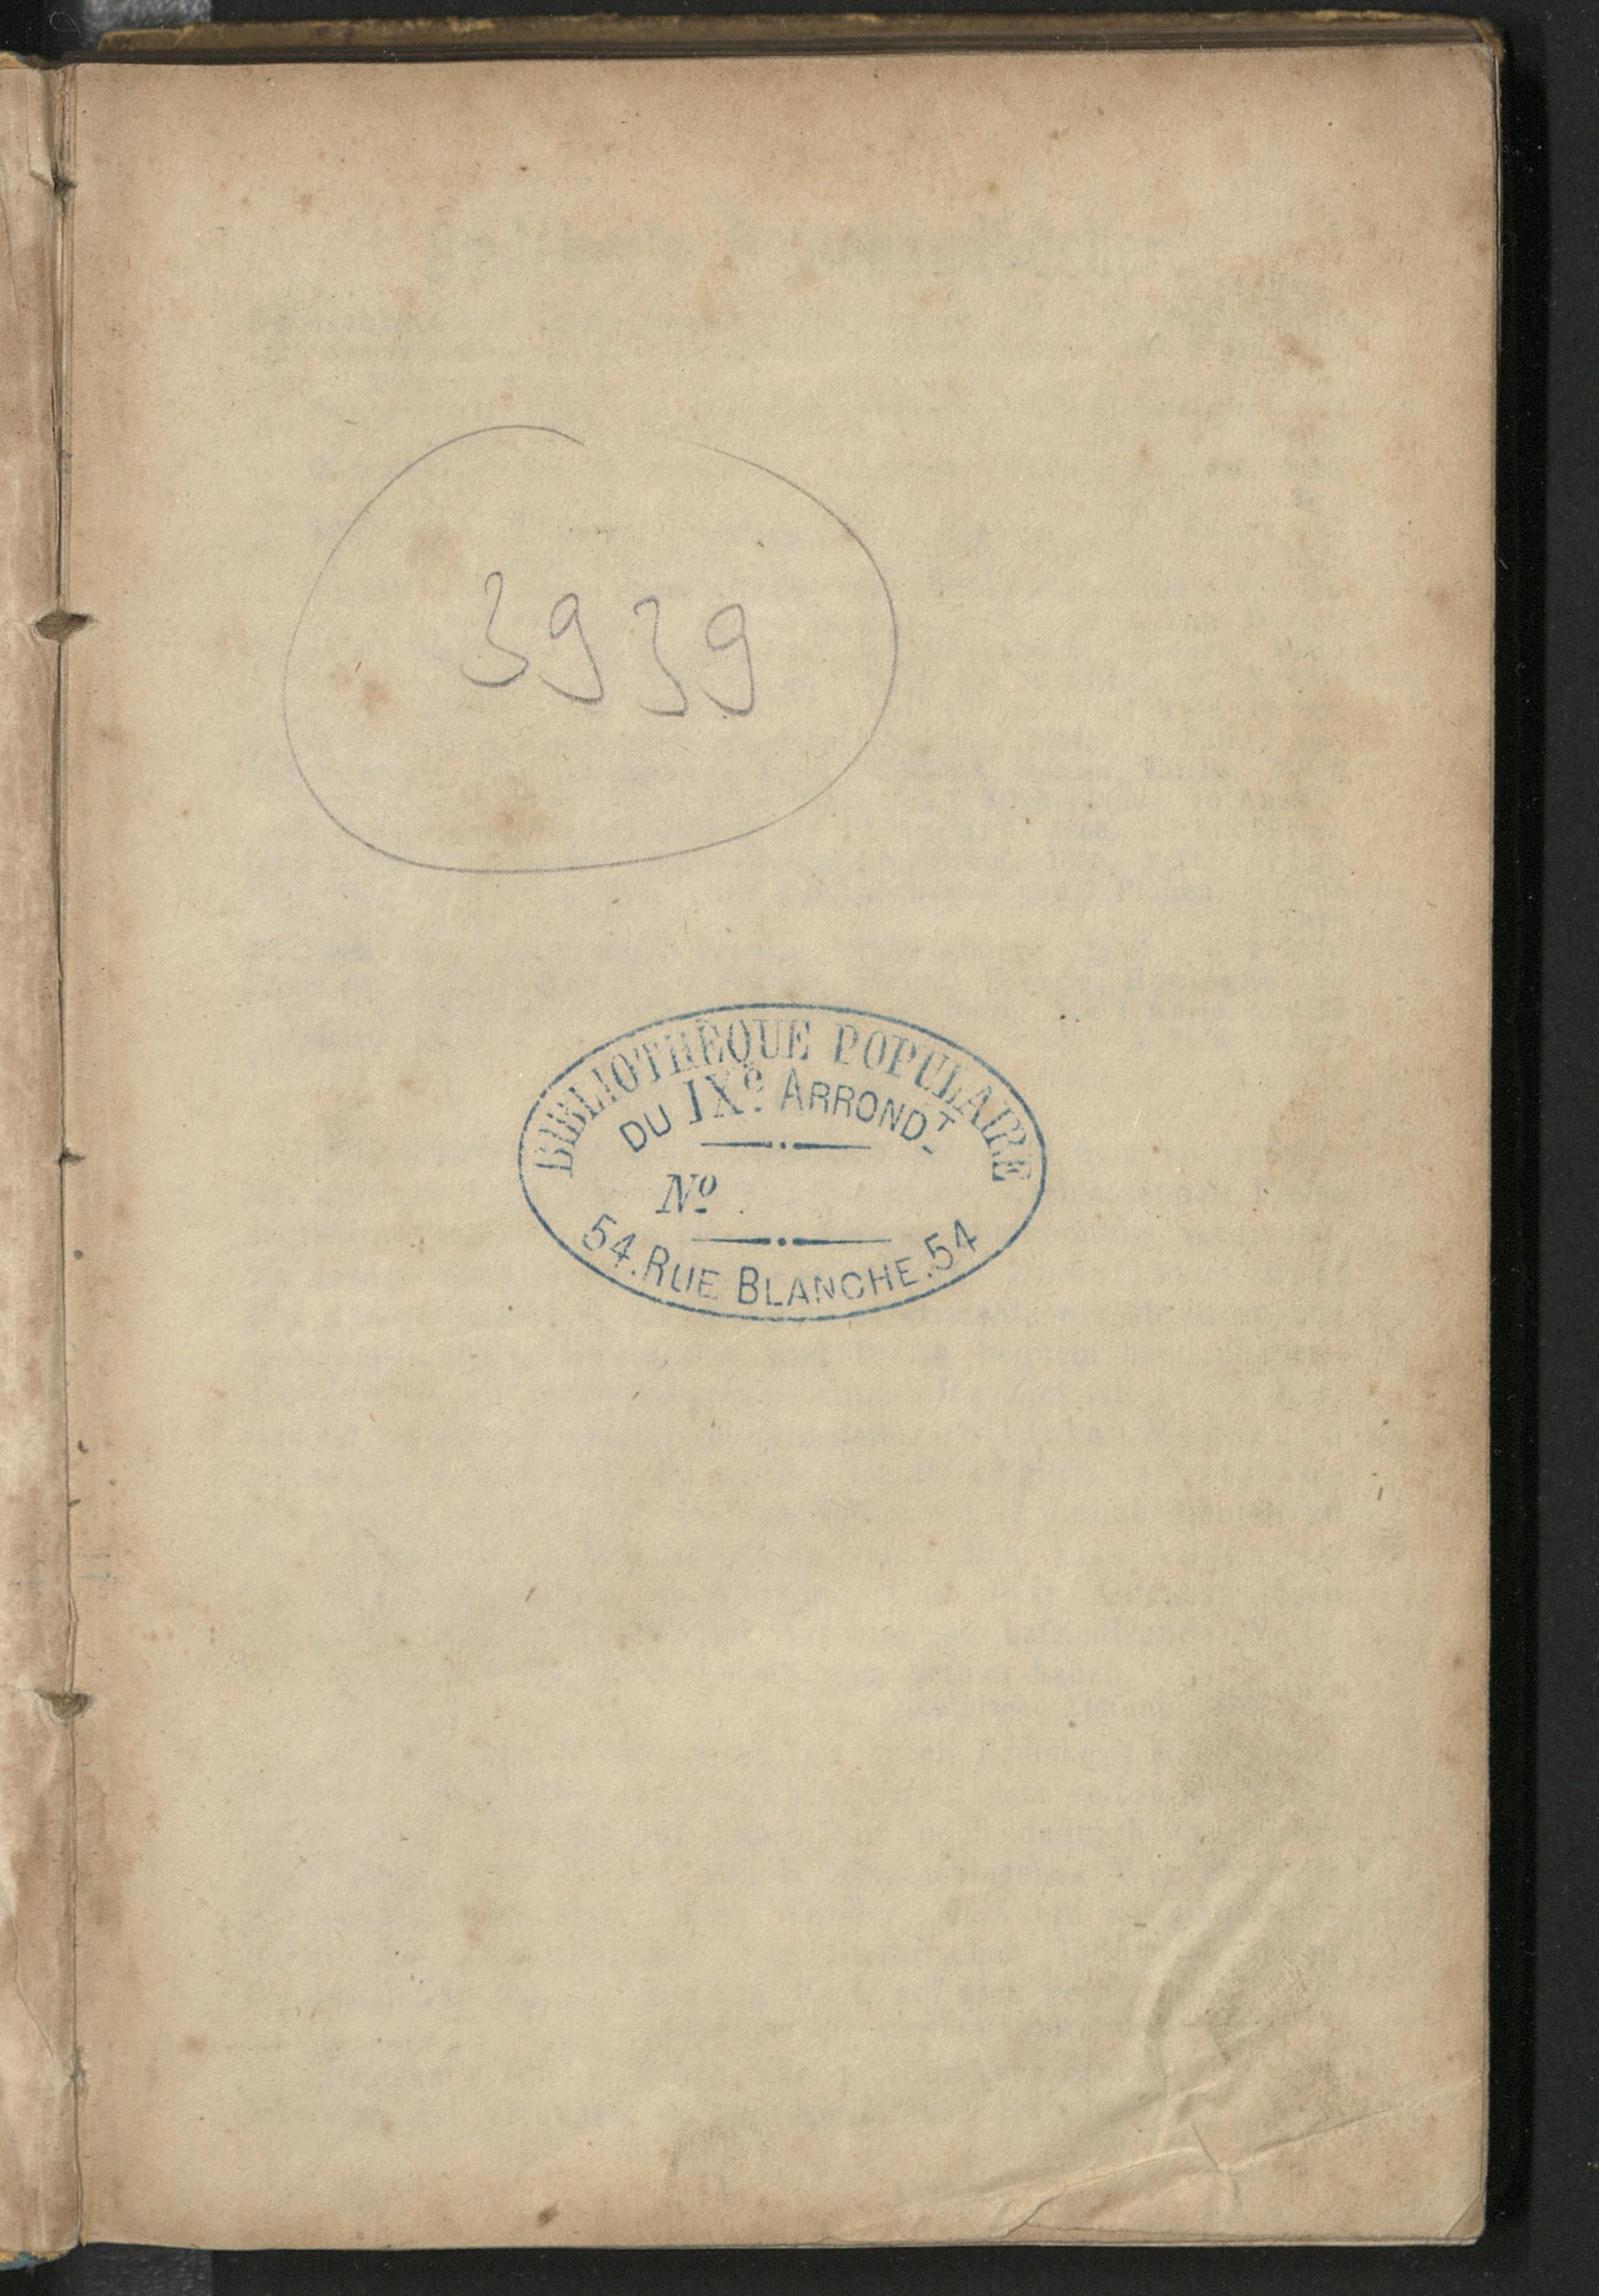 3939
BIBLIOTHÈQUE POPULAIRE
DU IXe. ARRONDT
No
54. RUE BLANCHE. 54